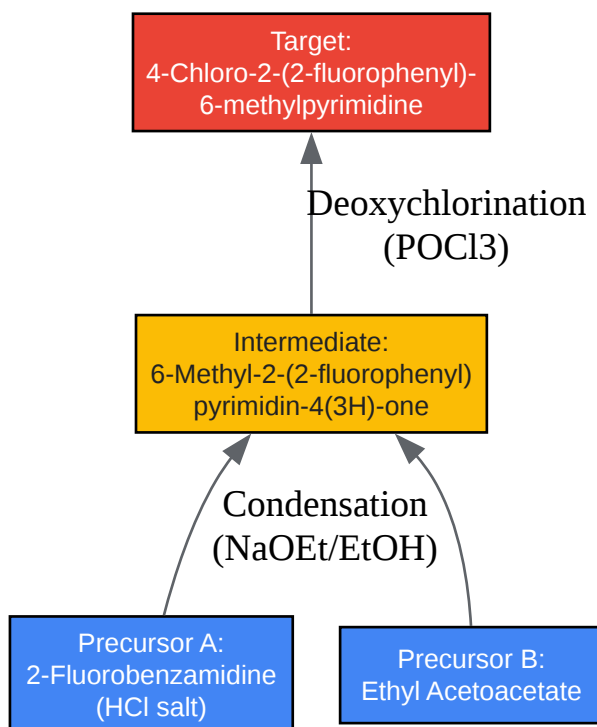 Target:
4-Chloro-2-(2-fluorophenyl)-
6-methylpyrimidine
Deoxychlorination
(POCl3)
Intermediate:
6-Methyl-2-(2-fluorophenyl)
pyrimidin-4(3H)-one
Condensation
(NaOEt/EtOH)
Precursor A:
2-Fluorobenzamidine
(HCl salt)
Precursor B:
Ethyl Acetoacetate